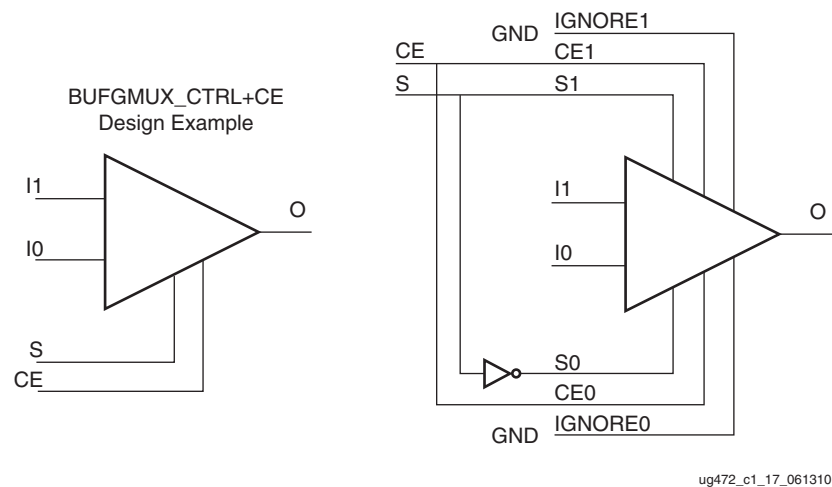 BUFGMUX_CTRL+CE
Design Example
I1
I0
O
S
CE
GND
IGNORE1
CE
CE1
S
S1
I1
I0
O
S0
CE0
GND
IGNORE0
ug472_c1_17_061310